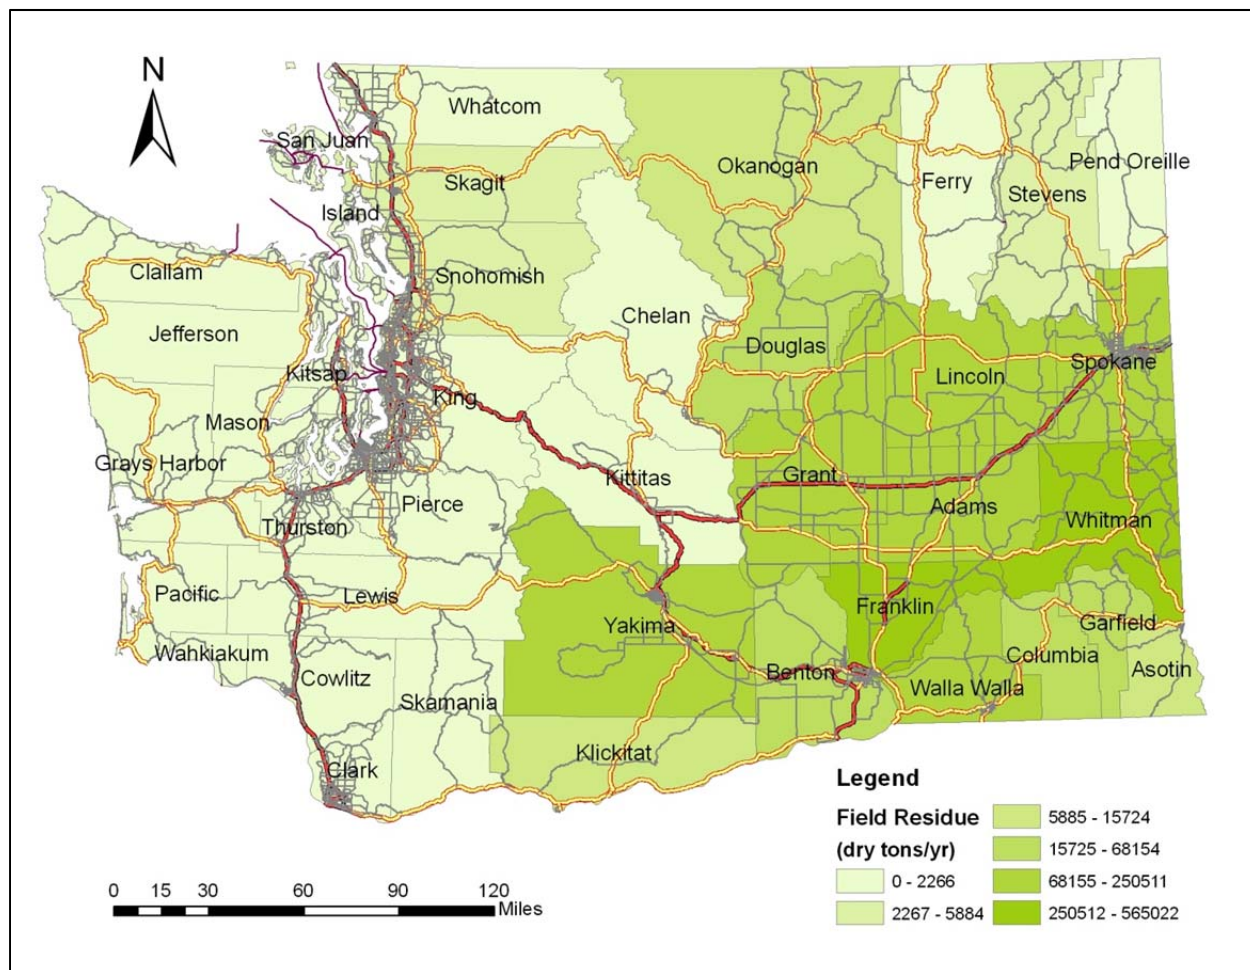 N
Whatcom
San Juan
Okanogan
Pend Oreille
Skagit
Ferry
Stevens
Island
Clallam
Snohomish
Chelan
Jefferson
Douglas
Spokane
Kitsap
Lincoln
King
Mason
Grays Harbor
Kittitas
Grant
Pierce
Adams
Whitman
Thurston
Pacific
Lewis
Franklin
Yakima
Garfield
Wahkiakum
Columbia
Cowlitz
Benton
Asotin
Skamania
Walla Walla
Klickitat
Clark
Legend
Field Residue
(dry tons/yr)
0 - 2266
2267 - 5884
5885 - 15724
15725 - 68154
68155 - 250511
250512 - 565022
0 15 30 60 90 120
Miles